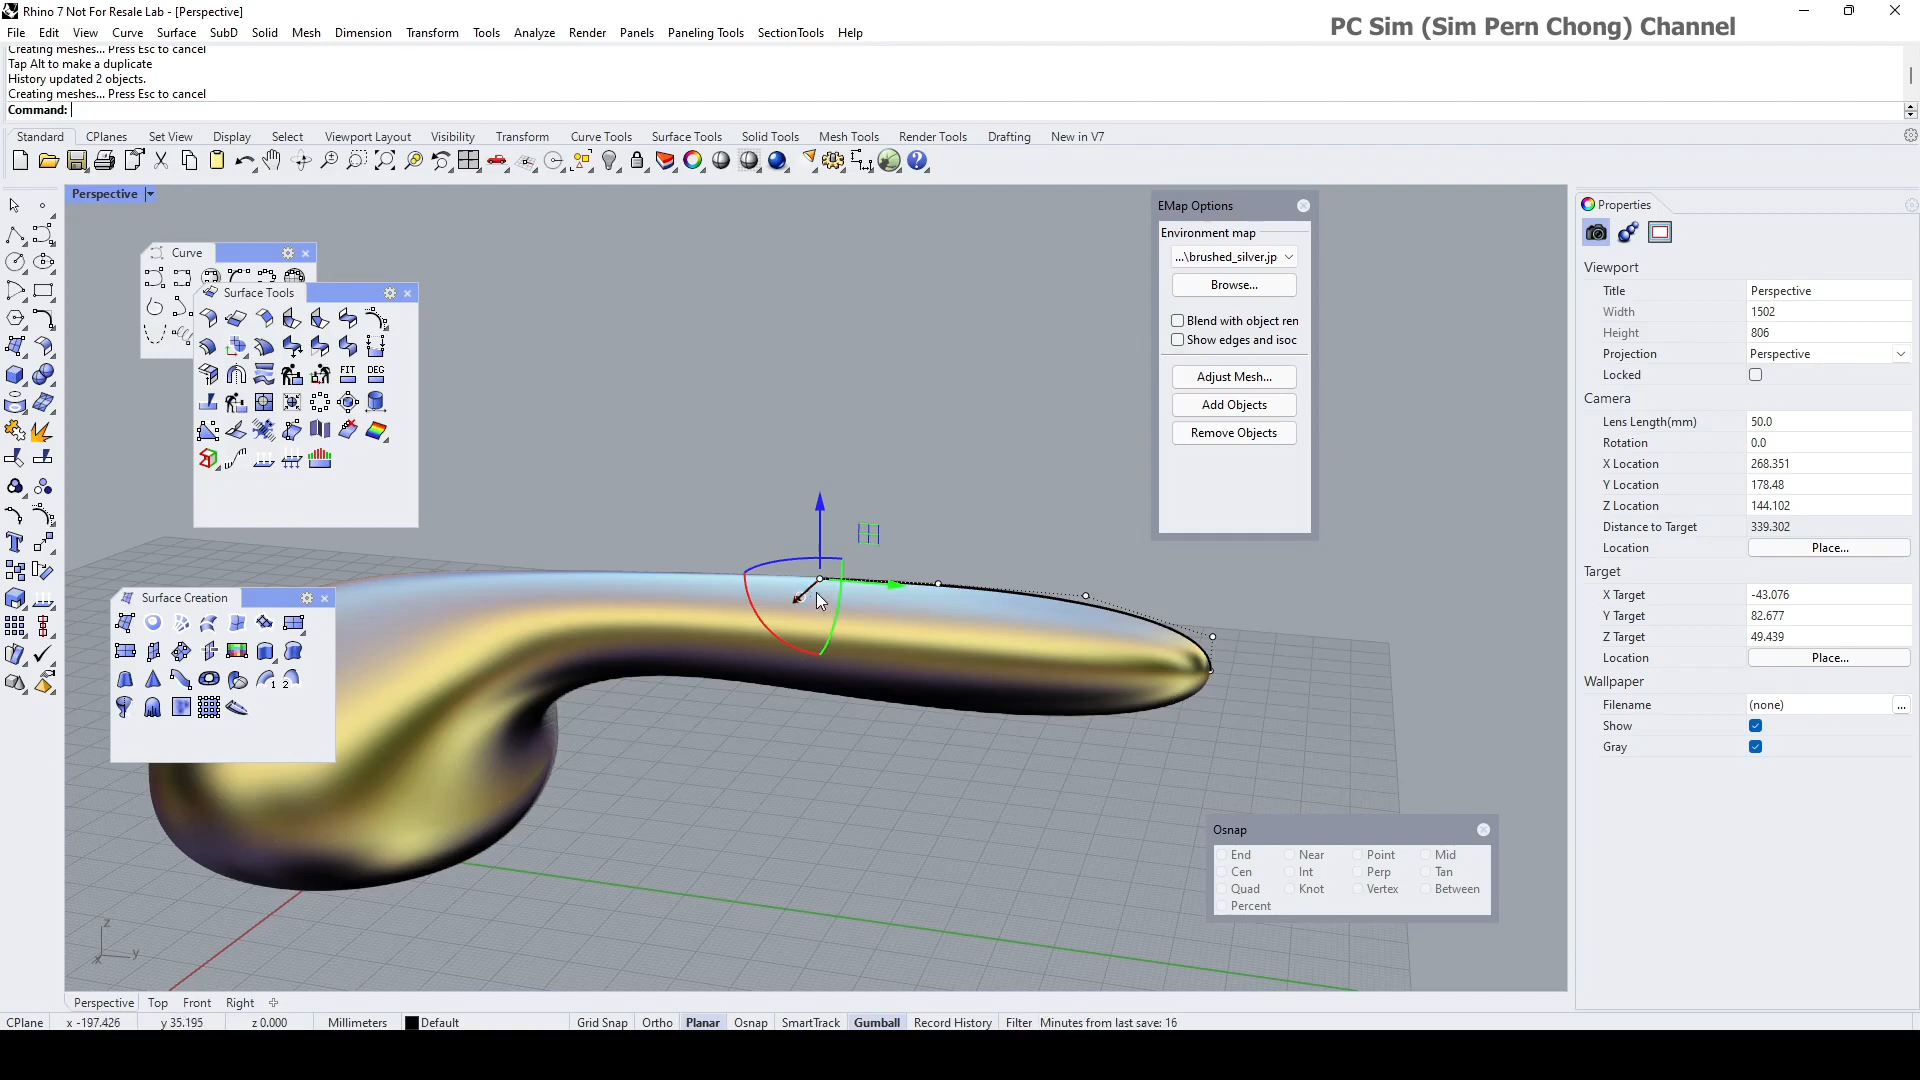 Rhino 7 Not For Resale Lab - [Perspective]
PC Sim (Sim Pern Chong) Channel
File Edit View Curve Surface SubD Solid Mesh Dimension Transform Tools Analyze Render Panels Paneling Tools SectionTools Help
Creating meshes... Press Esc to cancel
Tap Alt to make a duplicate
History updated 2 objects.
Creating meshes... Press Esc to cancel
Command:
Standard CPlanes Set View Display Select Viewport Layout Visibility Transform Curve Tools Surface Tools Solid Tools Mesh Tools Render Tools Drafting New in V7
Perspective
Curve
Surface Tools
FIT DEG
Surface Creation
1 2
EMap Options
Environment map
...\brushed_silver.jp
Browse...
Blend with object ren
Show edges and isoc
Adjust Mesh...
Add Objects
Remove Objects
Osnap
End Near Point Mid
Cen Int Perp Tan
Quad Knot Vertex Between
Percent
Properties
Viewport
Title Perspective
Width 1502
Height 806
Projection Perspective
Locked
Camera
Lens Length(mm) 50.0
Rotation 0.0
X Location 268.351
Y Location 178.48
Z Location 144.102
Distance to Target 339.302
Location Place...
Target
X Target -43.076
Y Target 82.677
Z Target 49.439
Location Place...
Wallpaper
Filename (none) ...
Show
Gray
z
y
x
Perspective Top Front Right
CPlane x -197.426 y 35.195 z 0.000 Millimeters Default Grid Snap Ortho Planar Osnap SmartTrack Gumball Record History Filter Minutes from last save: 16